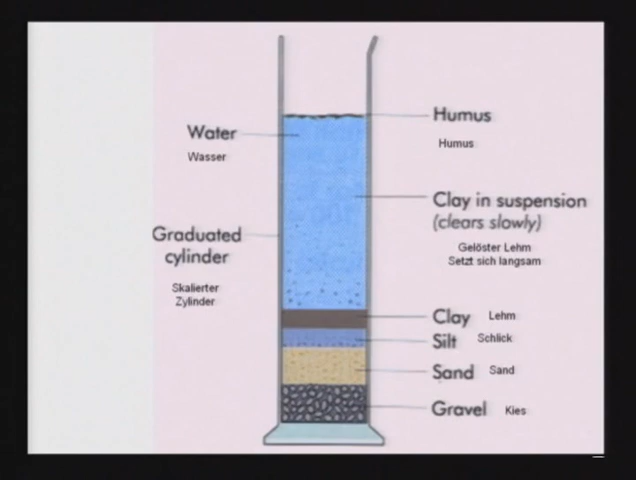 Water
Wasser
Graduated
cylinder
Skalierter
Zylinder
Humus
Humus
Clay in suspension
(clears slowly)
Gelöster Lehm
Setzt sich langsam
Clay Lehm
Silt Schlick
Sand Sand
Gravel Kies